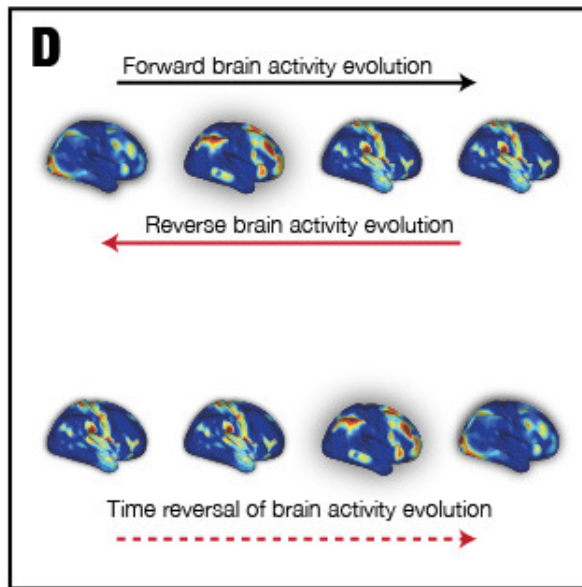 D
Forward brain activity evolution
Reverse brain activity evolution
Time reversal of brain activity evolution